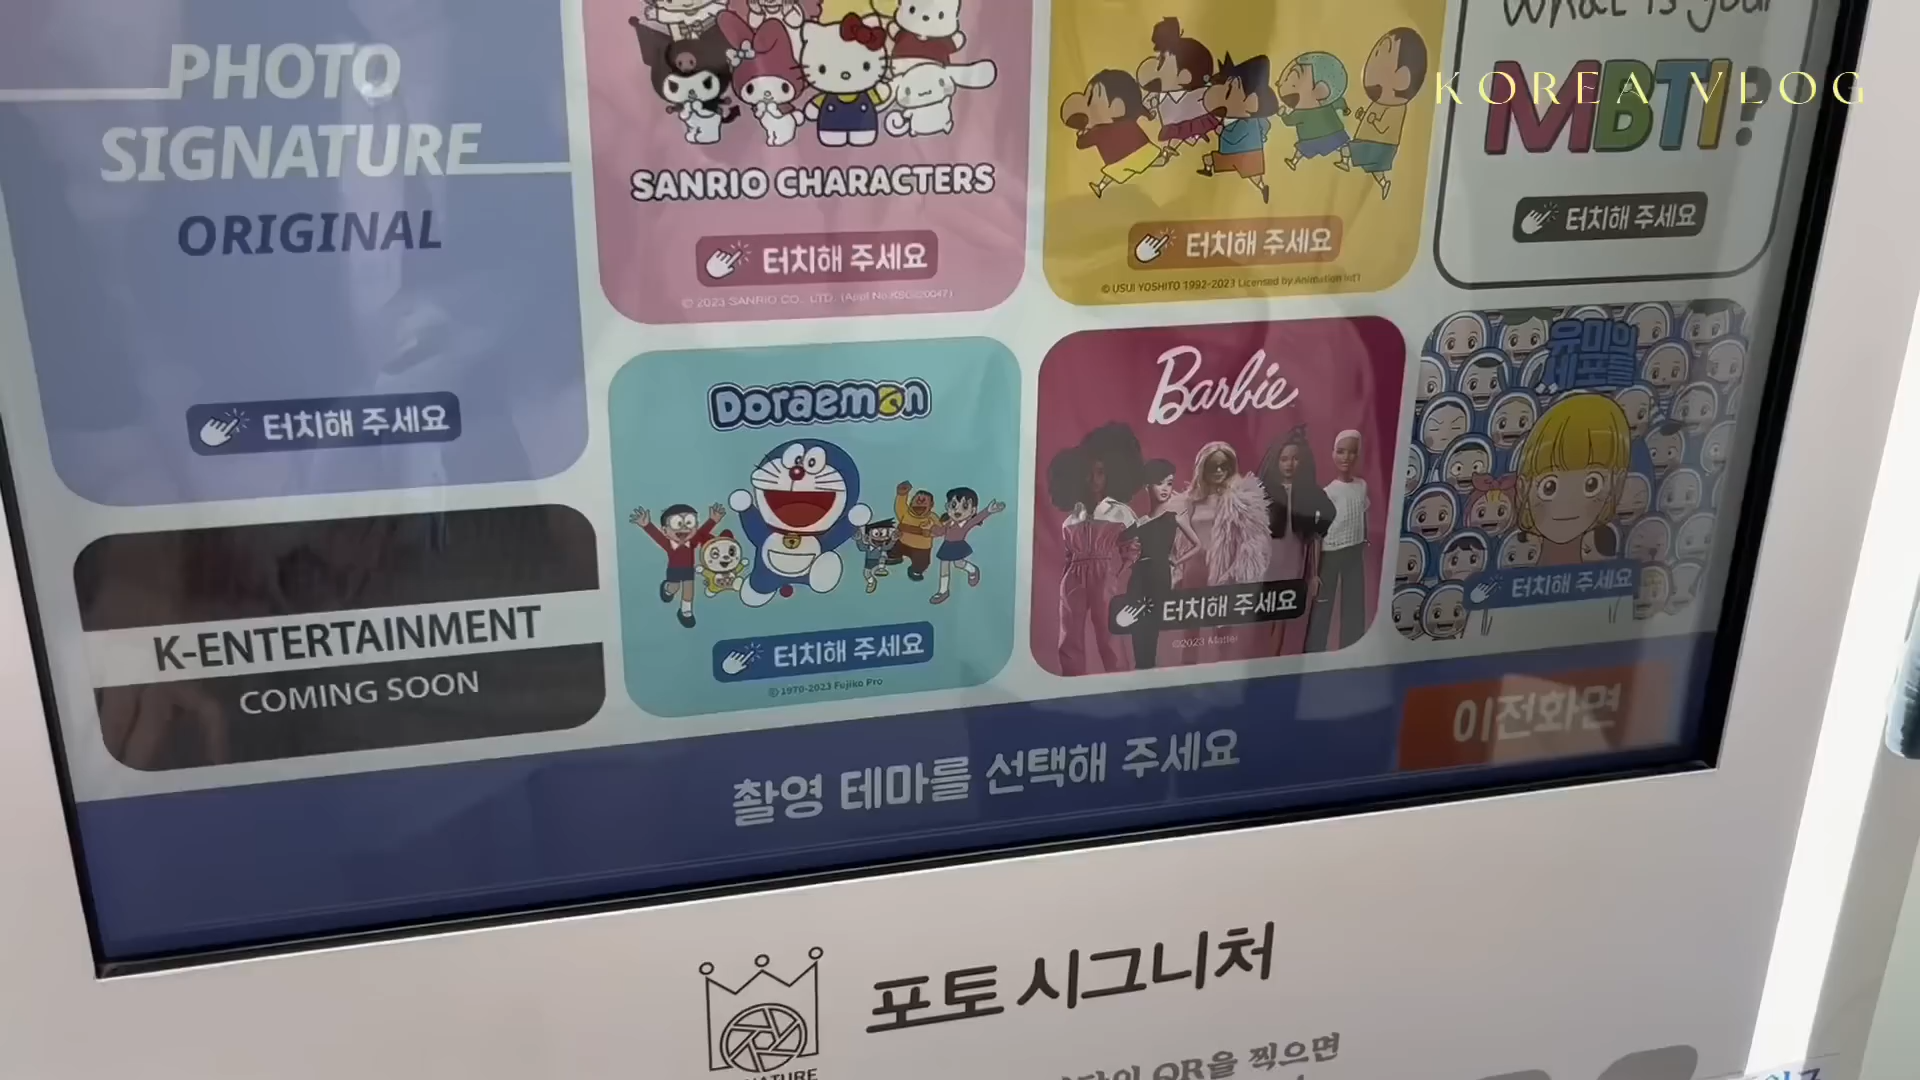 What is your
KOREA VLOG
PHOTO
SIGNATURE
ORIGINAL
터치해 주세요
SANRIO CHARACTERS
터치해 주세요
터치해 주세요
© USUI YOSHITO 1992-2023 Licensed by Animation Int'l
MBTI?
터치해 주세요
K-ENTERTAINMENT
COMING SOON
Doraemon
터치해 주세요
© 1970-2023 Fujiko Pro
Barbie
터치해 주세요
©2023 Mattel
유미의
세포들
터치해 주세요
촬영 테마를 선택해 주세요
이전화면
포토 시그니처
QR을 찍으면